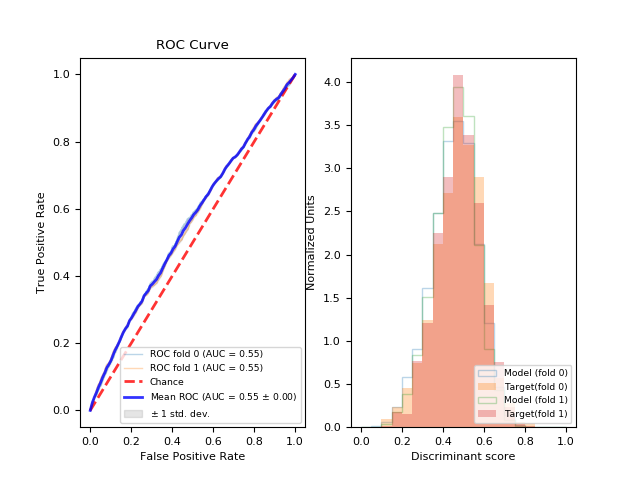 ROC Curve
True Positive Rate
1.0
0.8
0.6
0.4
0.2
0.0
0.0 0.2 0.4 0.6 0.8 1.0
False Positive Rate
ROC fold 0 (AUC = 0.55)
ROC fold 1 (AUC = 0.55)
Chance
Mean ROC (AUC = 0.55 ± 0.00)
± 1 std. dev.
Normalized Units
4.0
3.5
3.0
2.5
2.0
1.5
1.0
0.5
0.0
0.0 0.2 0.4 0.6 0.8 1.0
Discriminant score
Model (fold 0)
Target(fold 0)
Model (fold 1)
Target(fold 1)